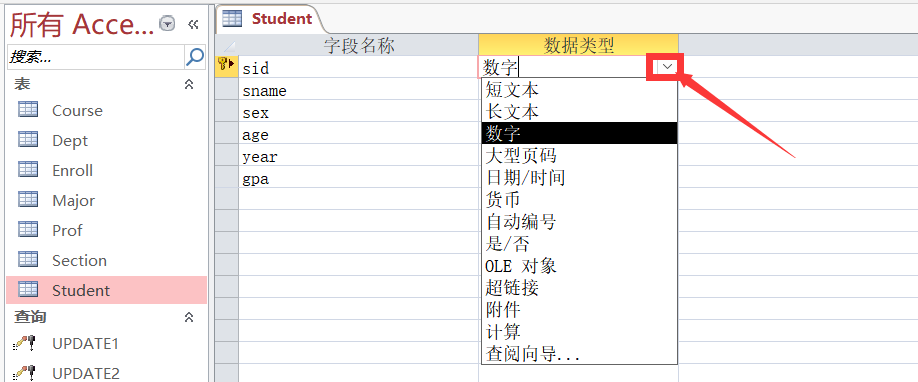 所有 Acce...
搜索...
表
Course
Dept
Enroll
Major
Prof
Section
Student
查询
UPDATE1
UPDATE2
Student
字段名称 数据类型
sid 数字
sname
sex
age
year
gpa
短文本
长文本
数字
大型页码
日期/时间
货币
自动编号
是/否
OLE 对象
超链接
附件
计算
查阅向导...